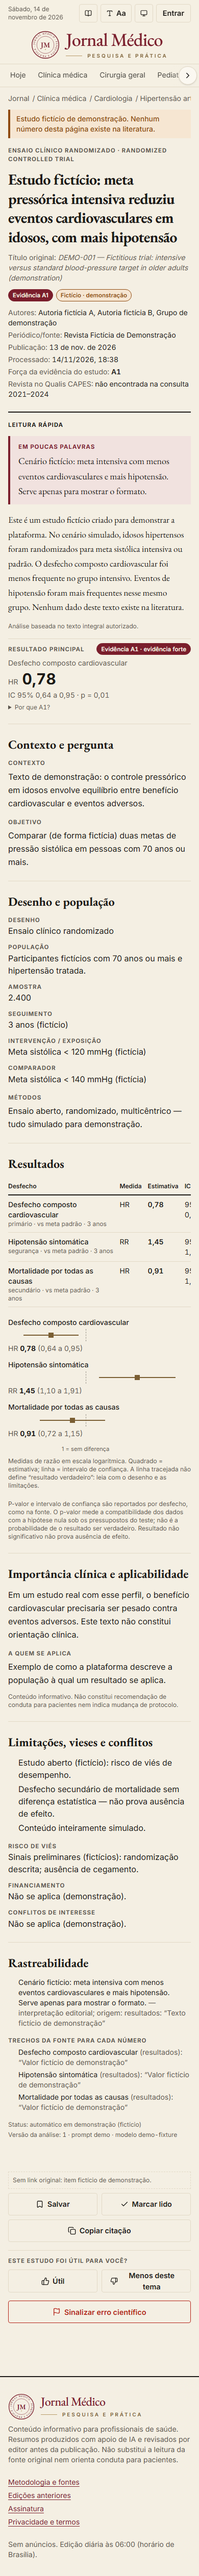 Sábado, 14 de
novembro de 2026
Aa
Entrar
Jornal Médico
PESQUISA E PRÁTICA
Hoje Clínica médica Cirurgia geral Pediat
Jornal / Clínica médica / Cardiologia / Hipertensão ar
Estudo fictício de demonstração. Nenhum
número desta página existe na literatura.
ENSAIO CLÍNICO RANDOMIZADO · RANDOMIZED
CONTROLLED TRIAL
Estudo fictício: meta
pressórica intensiva reduziu
eventos cardiovasculares em
idosos, com mais hipotensão
Título original: DEMO-001 — Fictitious trial: intensive
versus standard blood-pressure target in older adults
(demonstration)
Evidência A1 Fictício · demonstração
Autores: Autoria fictícia A, Autoria fictícia B, Grupo de
demonstração
Periódico/fonte: Revista Fictícia de Demonstração
Publicação: 13 de nov. de 2026
Processado: 14/11/2026, 18:38
Força da evidência do estudo: A1
Revista no Qualis CAPES: não encontrada na consulta
2021–2024
LEITURA RÁPIDA
EM POUCAS PALAVRAS
Cenário fictício: meta intensiva com menos
eventos cardiovasculares e mais hipotensão.
Serve apenas para mostrar o formato.
Este é um estudo fictício criado para demonstrar a
plataforma. No cenário simulado, idosos hipertensos
foram randomizados para meta sistólica intensiva ou
padrão. O desfecho composto cardiovascular foi
menos frequente no grupo intensivo. Eventos de
hipotensão foram mais frequentes nesse mesmo
grupo. Nenhum dado deste texto existe na literatura.
Análise baseada no texto integral autorizado.
RESULTADO PRINCIPAL Evidência A1 · evidência forte
Desfecho composto cardiovascular
HR 0,78
IC 95% 0,64 a 0,95 · p = 0,01
Por que A1?
Contexto e pergunta
CONTEXTO
Texto de demonstração: o controle pressórico
em idosos envolve equilíbrio entre benefício
cardiovascular e eventos adversos.
OBJETIVO
Comparar (de forma fictícia) duas metas de
pressão sistólica em pessoas com 70 anos ou
mais.
Desenho e população
DESENHO
Ensaio clínico randomizado
POPULAÇÃO
Participantes fictícios com 70 anos ou mais e
hipertensão tratada.
AMOSTRA
2.400
SEGUIMENTO
3 anos (fictício)
INTERVENÇÃO / EXPOSIÇÃO
Meta sistólica < 120 mmHg (fictícia)
COMPARADOR
Meta sistólica < 140 mmHg (fictícia)
MÉTODOS
Ensaio aberto, randomizado, multicêntrico —
tudo simulado para demonstração.
Resultados
Desfecho Medida Estimativa IC
Desfecho composto HR 0,78
cardiovascular
primário · vs meta padrão · 3 anos
Hipotensão sintomática RR 1,45
segurança · vs meta padrão · 3 anos
Mortalidade por todas as HR 0,91
causas
secundário · vs meta padrão · 3
anos
Desfecho composto cardiovascular
HR 0,78 (0,64 a 0,95)
Hipotensão sintomática
RR 1,45 (1,10 a 1,91)
Mortalidade por todas as causas
HR 0,91 (0,72 a 1,15)
1 = sem diferença
Medidas de razão em escala logarítmica. Quadrado =
estimativa; linha = intervalo de confiança. A linha tracejada não
define "resultado verdadeiro": leia com o desenho e as
limitações.
P-valor e intervalo de confiança são reportados por desfecho,
como na fonte. O p-valor mede a compatibilidade dos dados
com a hipótese nula sob os pressupostos do teste; não é a
probabilidade de o resultado ser verdadeiro. Resultado não
significativo não prova ausência de efeito.
Importância clínica e aplicabilidade
Em um estudo real com esse perfil, o benefício
cardiovascular precisaria ser pesado contra
eventos adversos. Este texto não constitui
orientação clínica.
A QUEM SE APLICA
Exemplo de como a plataforma descreve a
população à qual um resultado se aplica.
Conteúdo informativo. Não constitui recomendação de
conduta para pacientes nem indica mudança de protocolo.
Limitações, vieses e conflitos
Estudo aberto (fictício): risco de viés de
desempenho.
Desfecho secundário de mortalidade sem
diferença estatística — não prova ausência
de efeito.
Conteúdo inteiramente simulado.
RISCO DE VIÉS
Sinais preliminares (fictícios): randomização
descrita; ausência de cegamento.
FINANCIAMENTO
Não se aplica (demonstração).
CONFLITOS DE INTERESSE
Não se aplica (demonstração).
Rastreabilidade
Cenário fictício: meta intensiva com menos
eventos cardiovasculares e mais hipotensão.
Serve apenas para mostrar o formato. —
interpretação editorial; origem: resultados: "Texto
fictício de demonstração"
TRECHOS DA FONTE PARA CADA NÚMERO
Desfecho composto cardiovascular (resultados):
"Valor fictício de demonstração"
Hipotensão sintomática (resultados): "Valor fictício
de demonstração"
Mortalidade por todas as causas (resultados):
"Valor fictício de demonstração"
Status: automático em demonstração (fictício)
Versão da análise: 1 · prompt demo · modelo demo-fixture
Sem link original: item fictício de demonstração.
Salvar
Marcar lido
Copiar citação
ESTE ESTUDO FOI ÚTIL PARA VOCÊ?
Útil
Menos deste
tema
Sinalizar erro científico
Jornal Médico
PESQUISA E PRÁTICA
Conteúdo informativo para profissionais de saúde.
Resumos produzidos com apoio de IA e revisados por
editor antes da publicação. Não substitui a leitura da
fonte original nem orienta conduta para pacientes.
Metodologia e fontes
Edições anteriores
Assinatura
Privacidade e termos
Sem anúncios. Edição diária às 06:00 (horário de
Brasília).